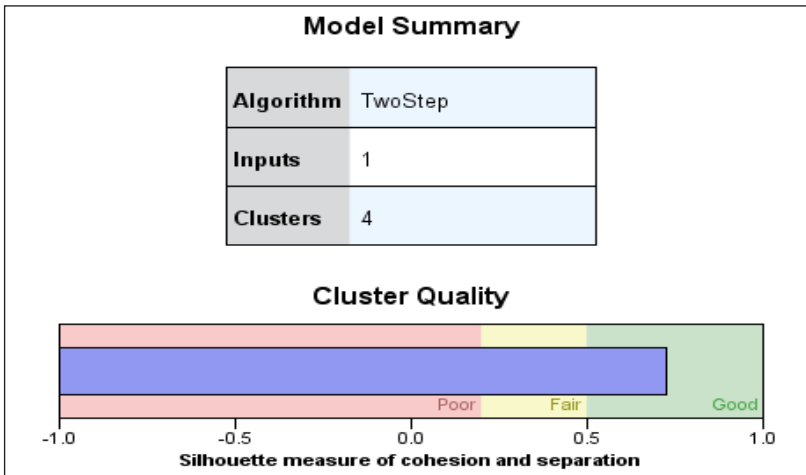 Model Summary
Algorithm TwoStep
Inputs 1
Clusters 4
Cluster Quality
Poor Fair Good
-1.0 -0.5 0.0 0.5 1.0
Silhouette measure of cohesion and separation